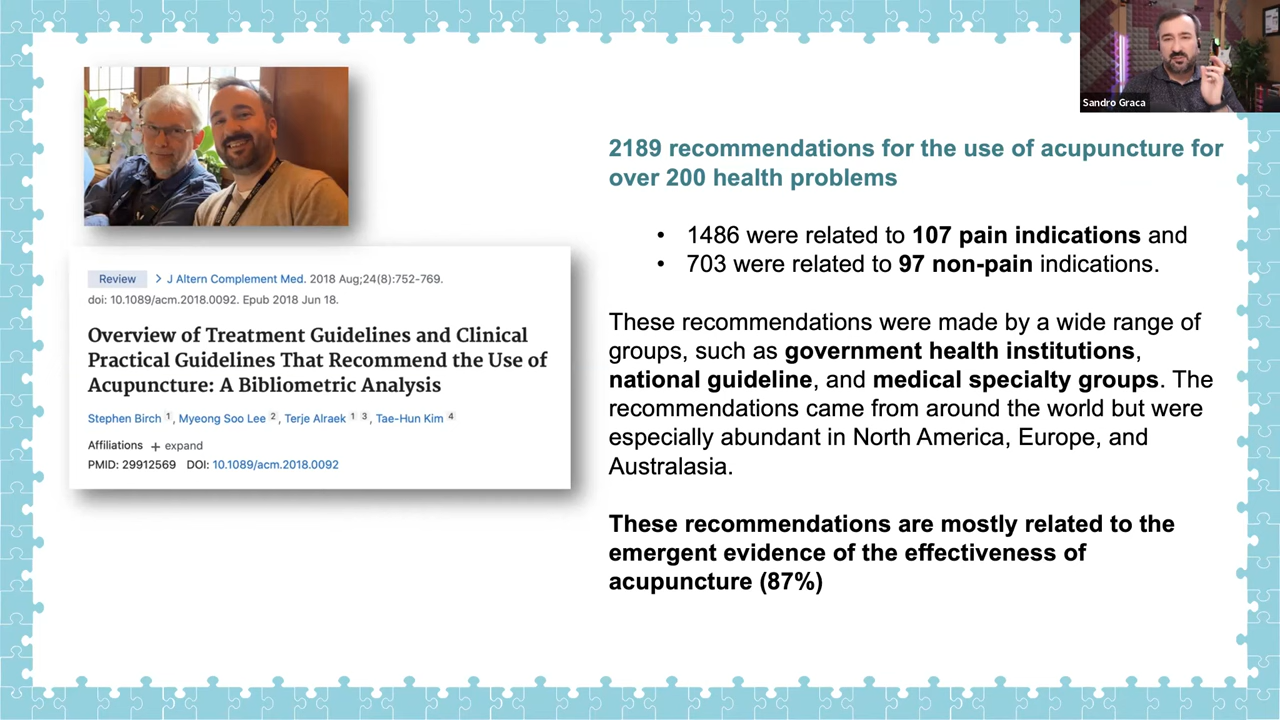 Sandro Graca
2189 recommendations for the use of acupuncture for
over 200 health problems
• 1486 were related to 107 pain indications and
• 703 were related to 97 non-pain indications.
These recommendations were made by a wide range of
groups, such as government health institutions,
national guideline, and medical specialty groups. The
recommendations came from around the world but were
especially abundant in North America, Europe, and
Australasia.
These recommendations are mostly related to the
emergent evidence of the effectiveness of
acupuncture (87%)
Review > J Altern Complement Med. 2018 Aug;24(8):752-769.
doi: 10.1089/acm.2018.0092. Epub 2018 Jun 18.
Overview of Treatment Guidelines and Clinical
Practical Guidelines That Recommend the Use of
Acupuncture: A Bibliometric Analysis
Stephen Birch 1, Myeong Soo Lee 2, Terje Alraek 1 3, Tae-Hun Kim 4
Affiliations + expand
PMID: 29912569 DOI: 10.1089/acm.2018.0092